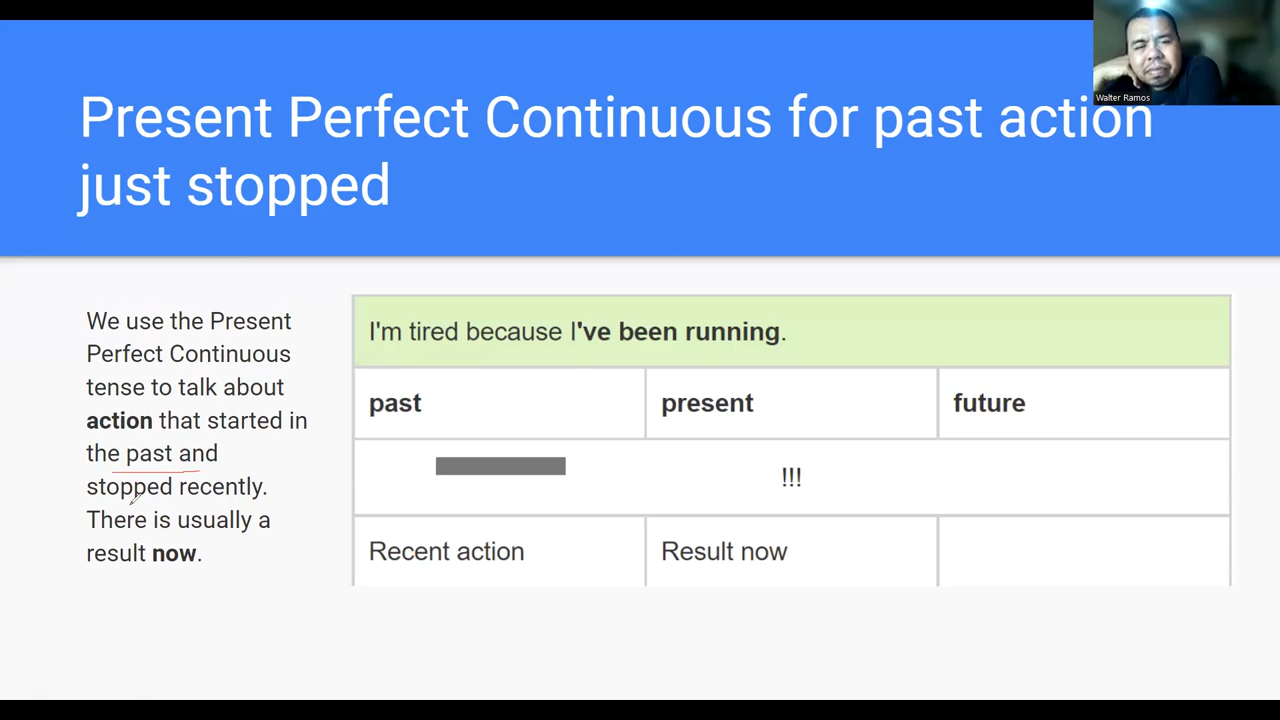 Walter Ramos
Present Perfect Continuous for past action
just stopped
We use the Present
Perfect Continuous
tense to talk about
action that started in
the past and
stopped recently.
There is usually a
result now.
I'm tired because I've been running.
past present future
!!!
Recent action Result now